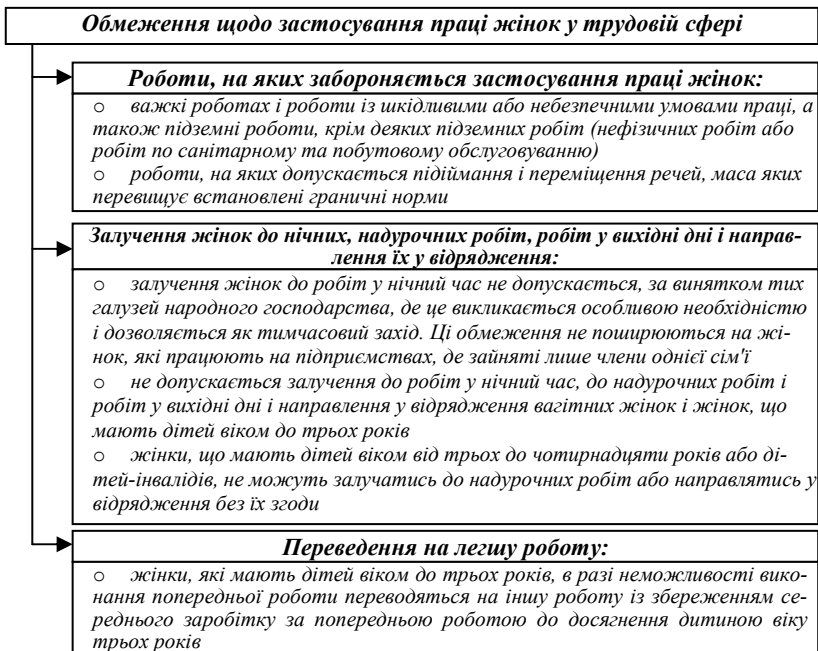 Обмеження щодо застосування праці жінок у трудовій сфері
Роботи, на яких забороняється застосування праці жінок:
o важкі роботах і роботи із шкідливими або небезпечними умовами праці, а
також підземні роботи, крім деяких підземних робіт (нефізичних робіт або
робіт по санітарному та побутовому обслуговуванню)
o роботи, на яких допускається підіймання і переміщення речей, маса яких
перевищує встановлені граничні норми
Залучення жінок до нічних, надурочних робіт, робіт у вихідні дні і направ-
лення їх у відрядження:
o залучення жінок до робіт у нічний час не допускається, за винятком тих
галузей народного господарства, де це викликається особливою необхідністю
і дозволяється як тимчасовий захід. Ці обмеження не поширюються на жі-
нок, які працюють на підприємствах, де зайняті лише члени однієї сім'ї
o не допускається залучення до робіт у нічний час, до надурочних робіт і
робіт у вихідні дні і направлення у відрядження вагітних жінок і жінок, що
мають дітей віком до трьох років
o жінки, що мають дітей віком від трьох до чотирнадцяти років або ді-
тей-інвалідів, не можуть залучатись до надурочних робіт або направлятись у
відрядження без їх згоди
Переведення на легшу роботу:
o жінки, які мають дітей віком до трьох років, в разі неможливості вико-
нання попередньої роботи переводяться на іншу роботу із збереженням се-
реднього заробітку за попередньою роботою до досягнення дитиною віку
трьох років